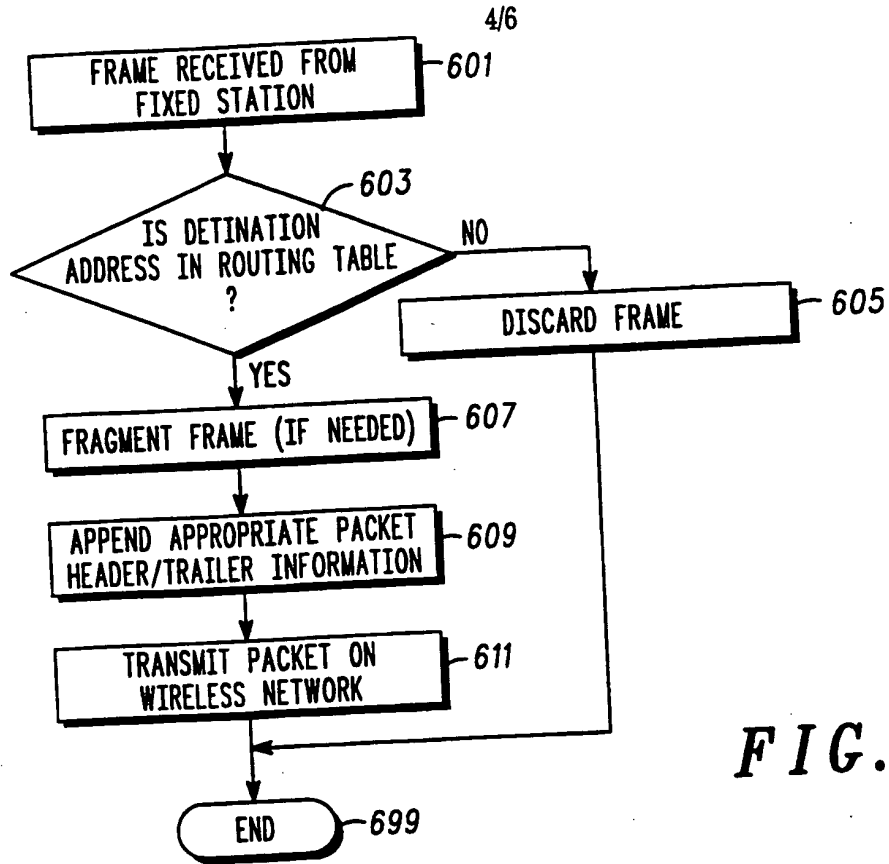 4/6
FRAME RECEIVED FROM
FIXED STATION
601
603
IS DETINATION
ADDRESS IN ROUTING TABLE
?
NO
DISCARD FRAME
605
YES
FRAGMENT FRAME (IF NEEDED)
607
APPEND APPROPRIATE PACKET
HEADER/TRAILER INFORMATION
609
TRANSMIT PACKET ON
WIRELESS NETWORK
611
END
699
FIG.